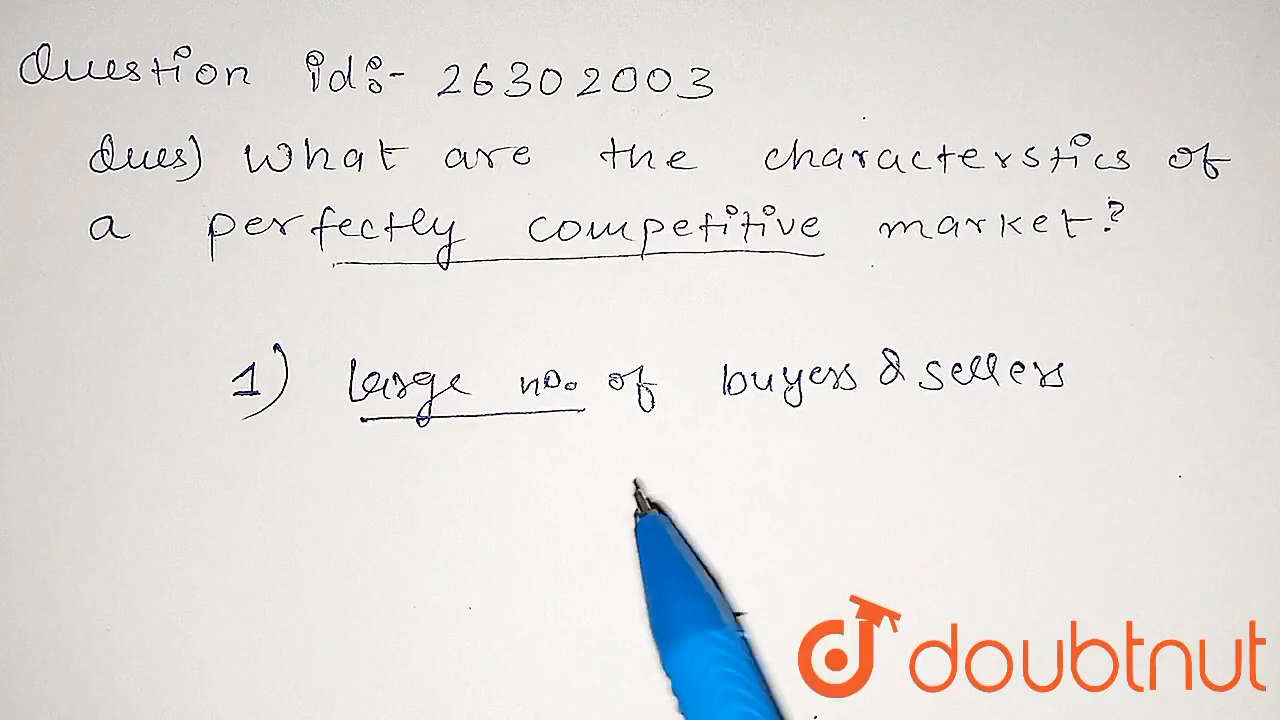 Question id:- 26302003
Ques) What are the characterstics of
a perfectly competitive market?
1) Large no. of buyers & sellers
doubtnut